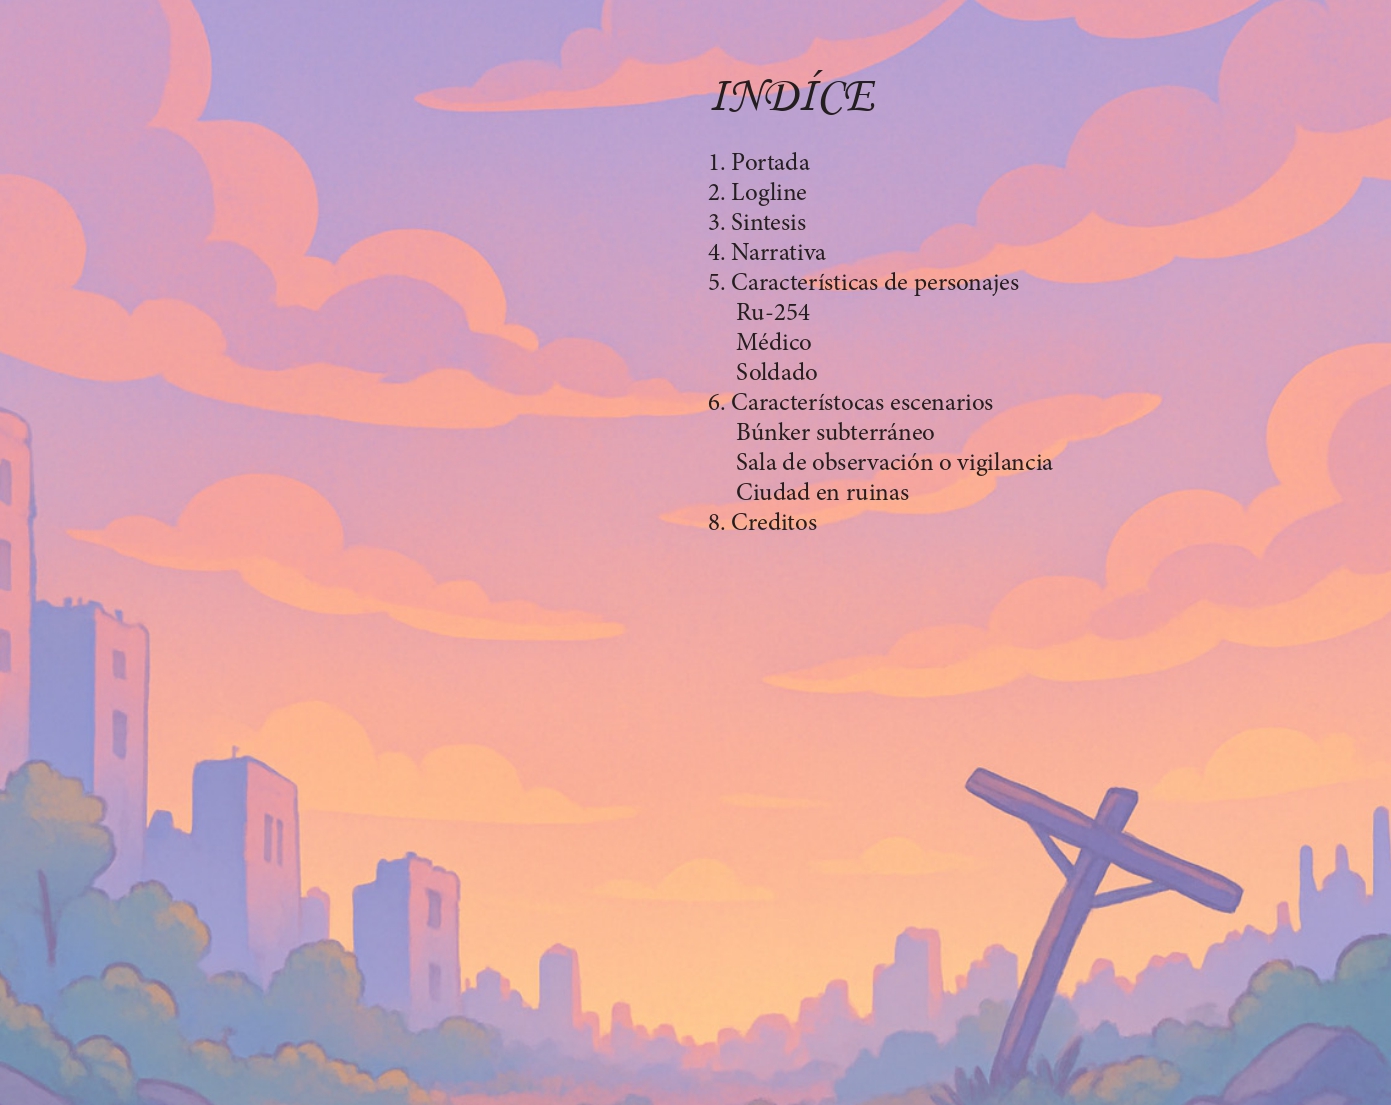 INDÍCE
1. Portada
2. Logline
3. Sintesis
4. Narrativa
5. Características de personajes
Ru-254
Médico
Soldado
6. Característocas escenarios
Búnker subterráneo
Sala de observación o vigilancia
Ciudad en ruinas
8. Creditos